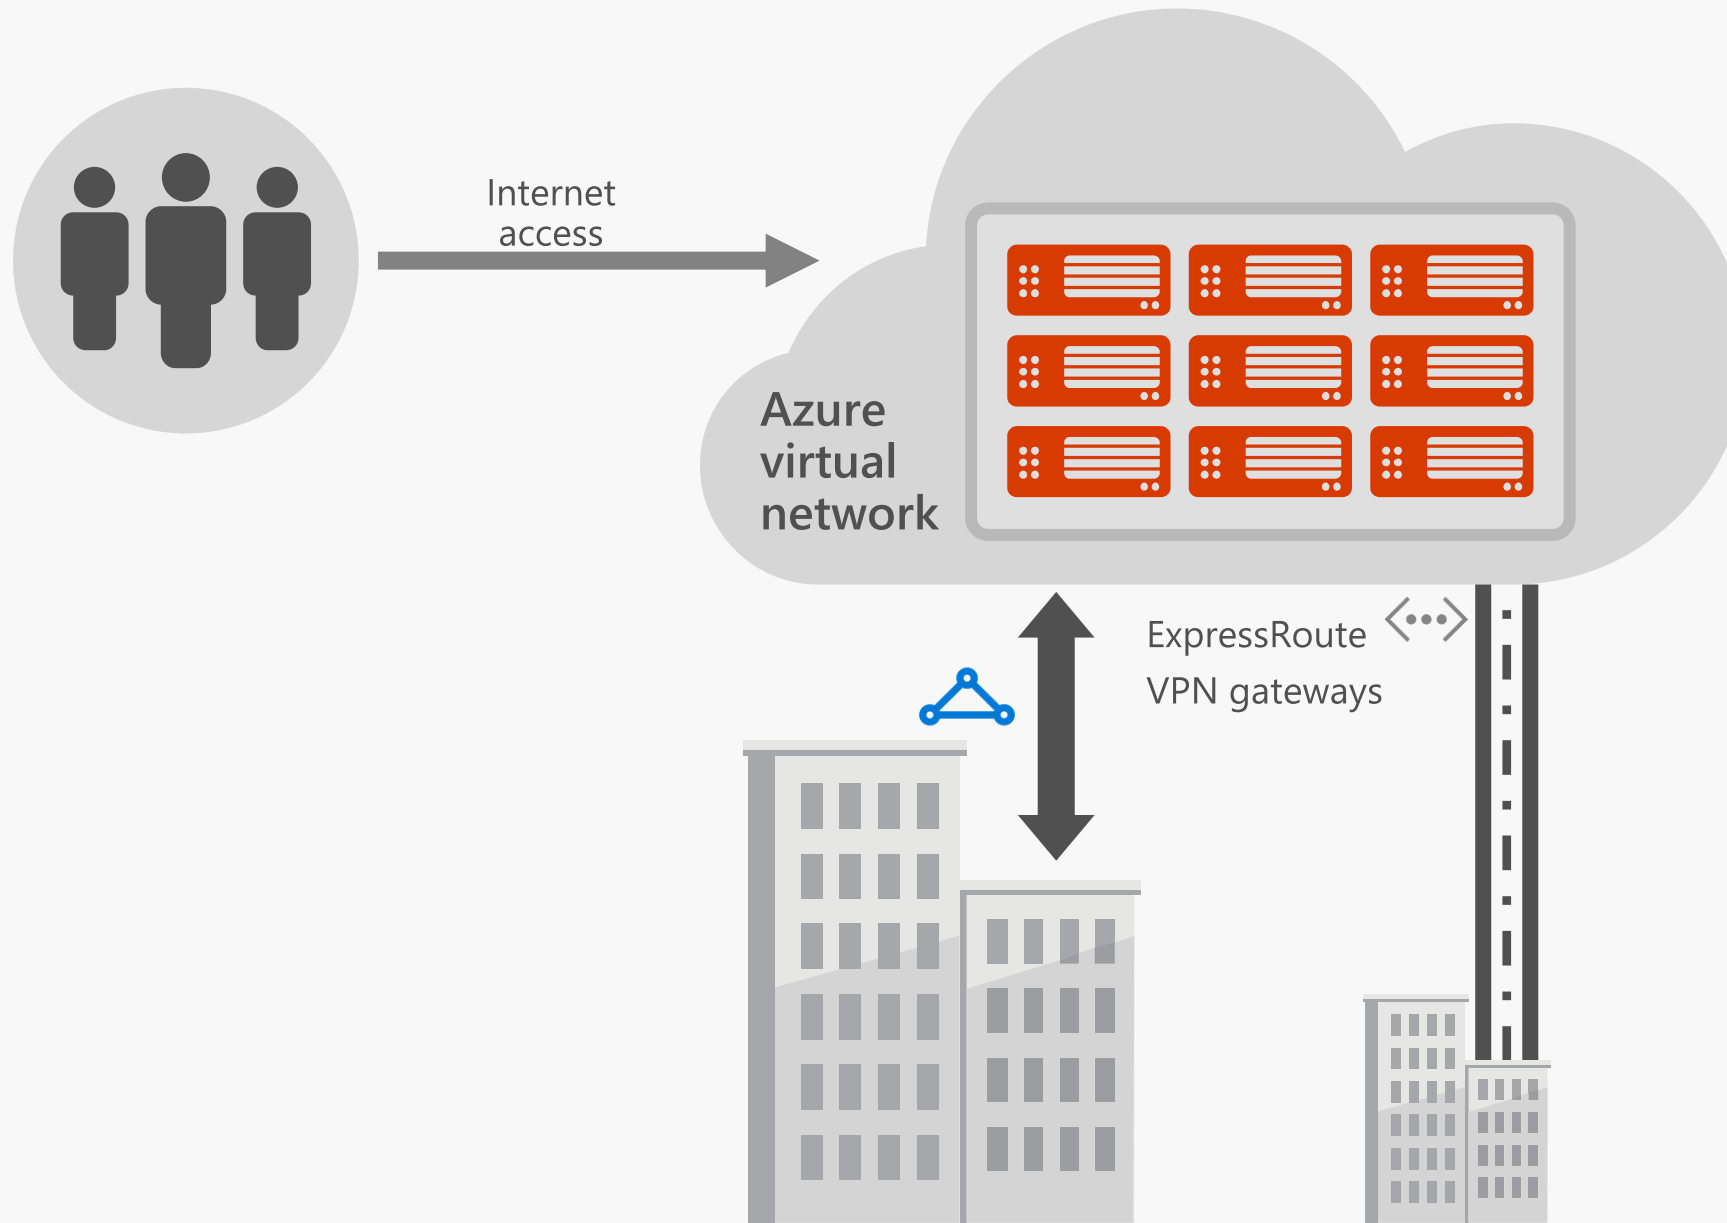 Internet
access
Azure
virtual
network
ExpressRoute
VPN gateways